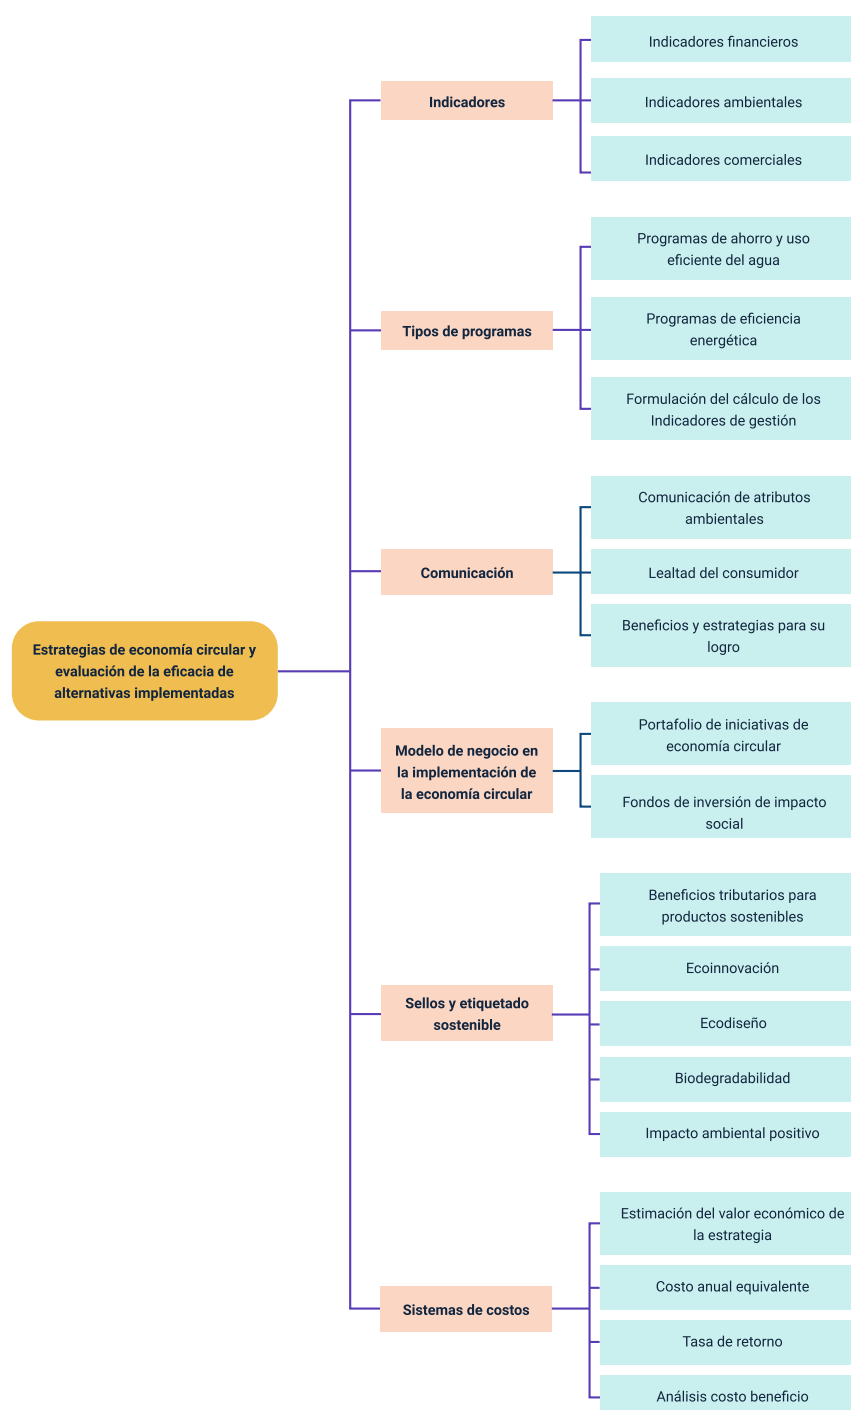 Estrategias de economía circular y
evaluación de la eficacia de
alternativas implementadas
Indicadores
Indicadores financieros
Indicadores ambientales
Indicadores comerciales
Tipos de programas
Programas de ahorro y uso
eficiente del agua
Programas de eficiencia
energética
Formulación del cálculo de los
Indicadores de gestión
Comunicación
Comunicación de atributos
ambientales
Lealtad del consumidor
Beneficios y estrategias para su
logro
Modelo de negocio en
la implementación de
la economía circular
Portafolio de iniciativas de
economía circular
Fondos de inversión de impacto
social
Sellos y etiquetado
sostenible
Beneficios tributarios para
productos sostenibles
Ecoinnovación
Ecodiseño
Biodegradabilidad
Impacto ambiental positivo
Sistemas de costos
Estimación del valor económico de
la estrategia
Costo anual equivalente
Tasa de retorno
Análisis costo beneficio